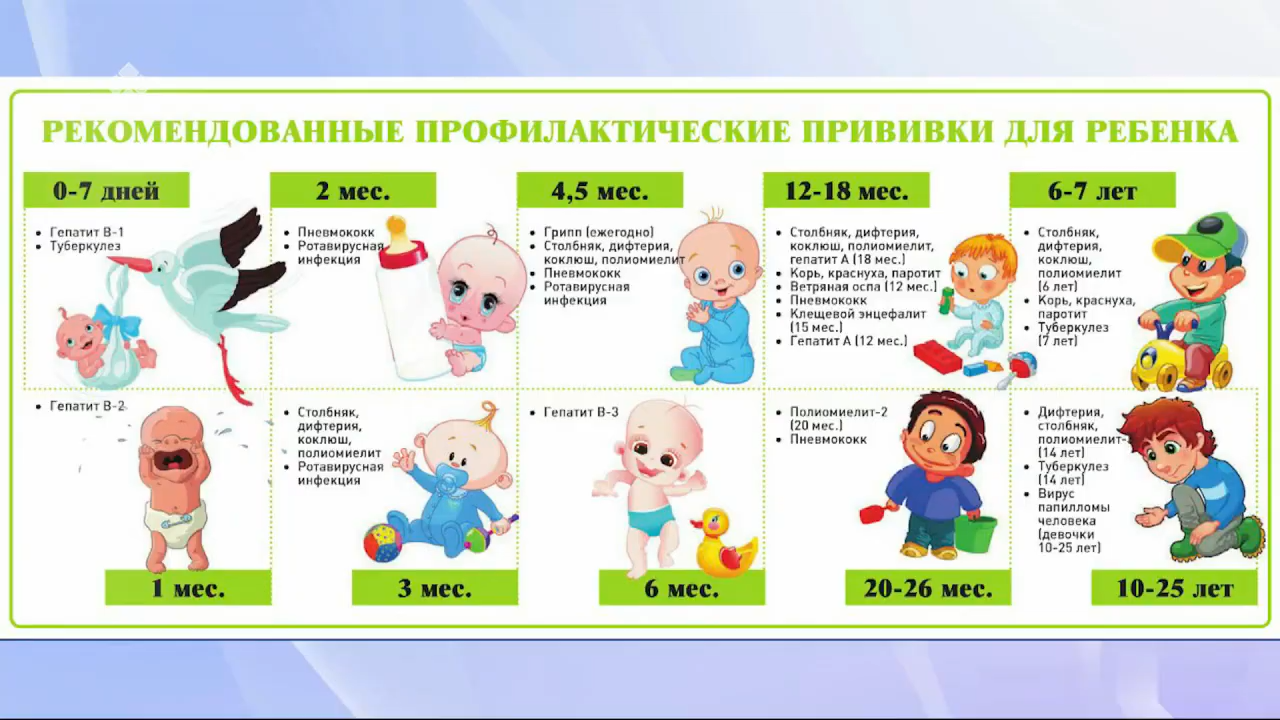 РЕКОМЕНДОВАННЫЕ ПРОФИЛАКТИЧЕСКИЕ ПРИВИВКИ ДЛЯ РЕБЕНКА
0-7 дней
• Гепатит В-1
• Туберкулез
2 мес.
• Пневмококк
• Ротавирусная
инфекция
4,5 мес.
• Грипп (ежегодно)
• Столбняк, дифтерия,
коклюш, полиомиелит
• Пневмококк
• Ротавирусная
инфекция
12-18 мес.
• Столбняк, дифтерия,
коклюш, полиомиелит,
гепатит А (18 мес.)
• Корь, краснуха, паротит
• Ветряная оспа (12 мес.)
• Пневмококк
• Клещевой энцефалит
(15 мес.)
• Гепатит А (12 мес.)
6-7 лет
• Столбняк,
дифтерия,
коклюш,
полиомиелит
(6 лет)
• Корь, краснуха,
паротит
• Туберкулез
(7 лет)
• Гепатит В-2
1 мес.
• Столбняк,
дифтерия,
коклюш,
полиомиелит
• Ротавирусная
инфекция
3 мес.
• Гепатит В-3
6 мес.
• Полиомиелит-2
(20 мес.)
• Пневмококк
20-26 мес.
• Дифтерия,
столбняк,
полиомиелит-
(14 лет)
• Туберкулез
(14 лет)
• Вирус
папилломы
человека
(девочки
10-25 лет)
10-25 лет